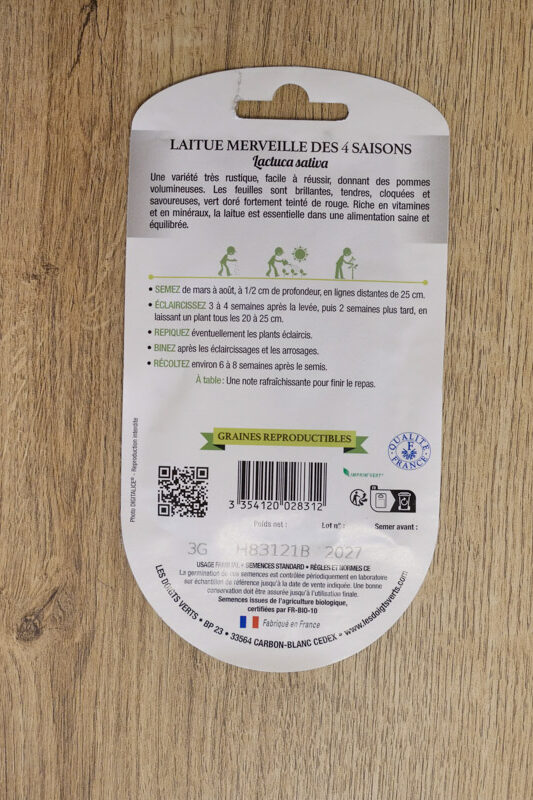 LAITUE MERVEILLE DES 4 SAISONS
Lactuca sativa
Une variété très rustique, facile à réussir, donnant des pommes
volumineuses. Les feuilles sont brillantes, tendres, cloquées et
savoureuses, vert doré fortement teinté de rouge. Riche en vitamines
et en minéraux, la laitue est essentielle dans une alimentation saine et
équilibrée.
• SEMEZ de mars à août, à 1/2 cm de profondeur, en lignes distantes de 25 cm.
• ÉCLAIRCISSEZ 3 à 4 semaines après la levée, puis 2 semaines plus tard, en
laissant un plant tous les 20 à 25 cm.
• REPIQUEZ éventuellement les plants éclaircis.
• BINEZ après les éclaircissages et les arrosages.
• RÉCOLTEZ environ 6 à 8 semaines après le semis.
À table : Une note rafraîchissante pour finir le repas.
GRAINES REPRODUCTIBLES
QUALITÉ
F
FRANCE
Photo DIGITALICE® - Reproduction interdite
IMPRIM'VERT®
3 354120 028312
Poids net : Lot n° : Semer avant :
3G H83121B 2027
USAGE FAMILIAL • SEMENCES STANDARD • RÈGLES ET NORMES CE
La germination de nos semences est contrôlée périodiquement en laboratoire
sur échantillon de référence jusqu'à la date de vente indiquée. Une bonne
conservation doit être assurée jusqu'à l'utilisation finale.
Semences issues de l'agriculture biologique,
certifiées par FR-BIO-10
Fabriqué en France
LES DOIGTS VERTS • BP 23 • 33564 CARBON-BLANC CEDEX • www.lesdoigtsverts.com